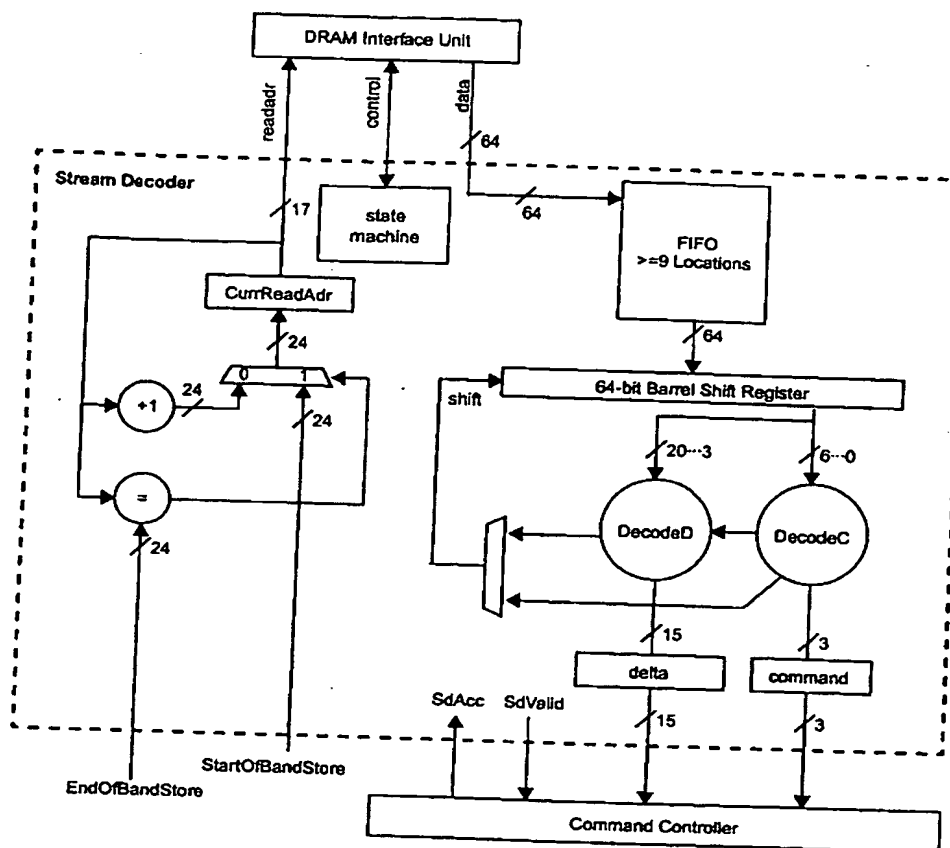 DRAM Interface Unit
readadr
control
data
64
Stream Decoder
17
state
machine
64
FIFO
>=9 Locations
CurrReadAdr
64
24
0 1
64-bit Barrel Shift Register
shift
+1
24
24
20···3
6···0
=
DecodeD
DecodeC
24
15
3
delta
command
SdAcc
SdValid
15
3
StartOfBandStore
EndOfBandStore
Command Controller